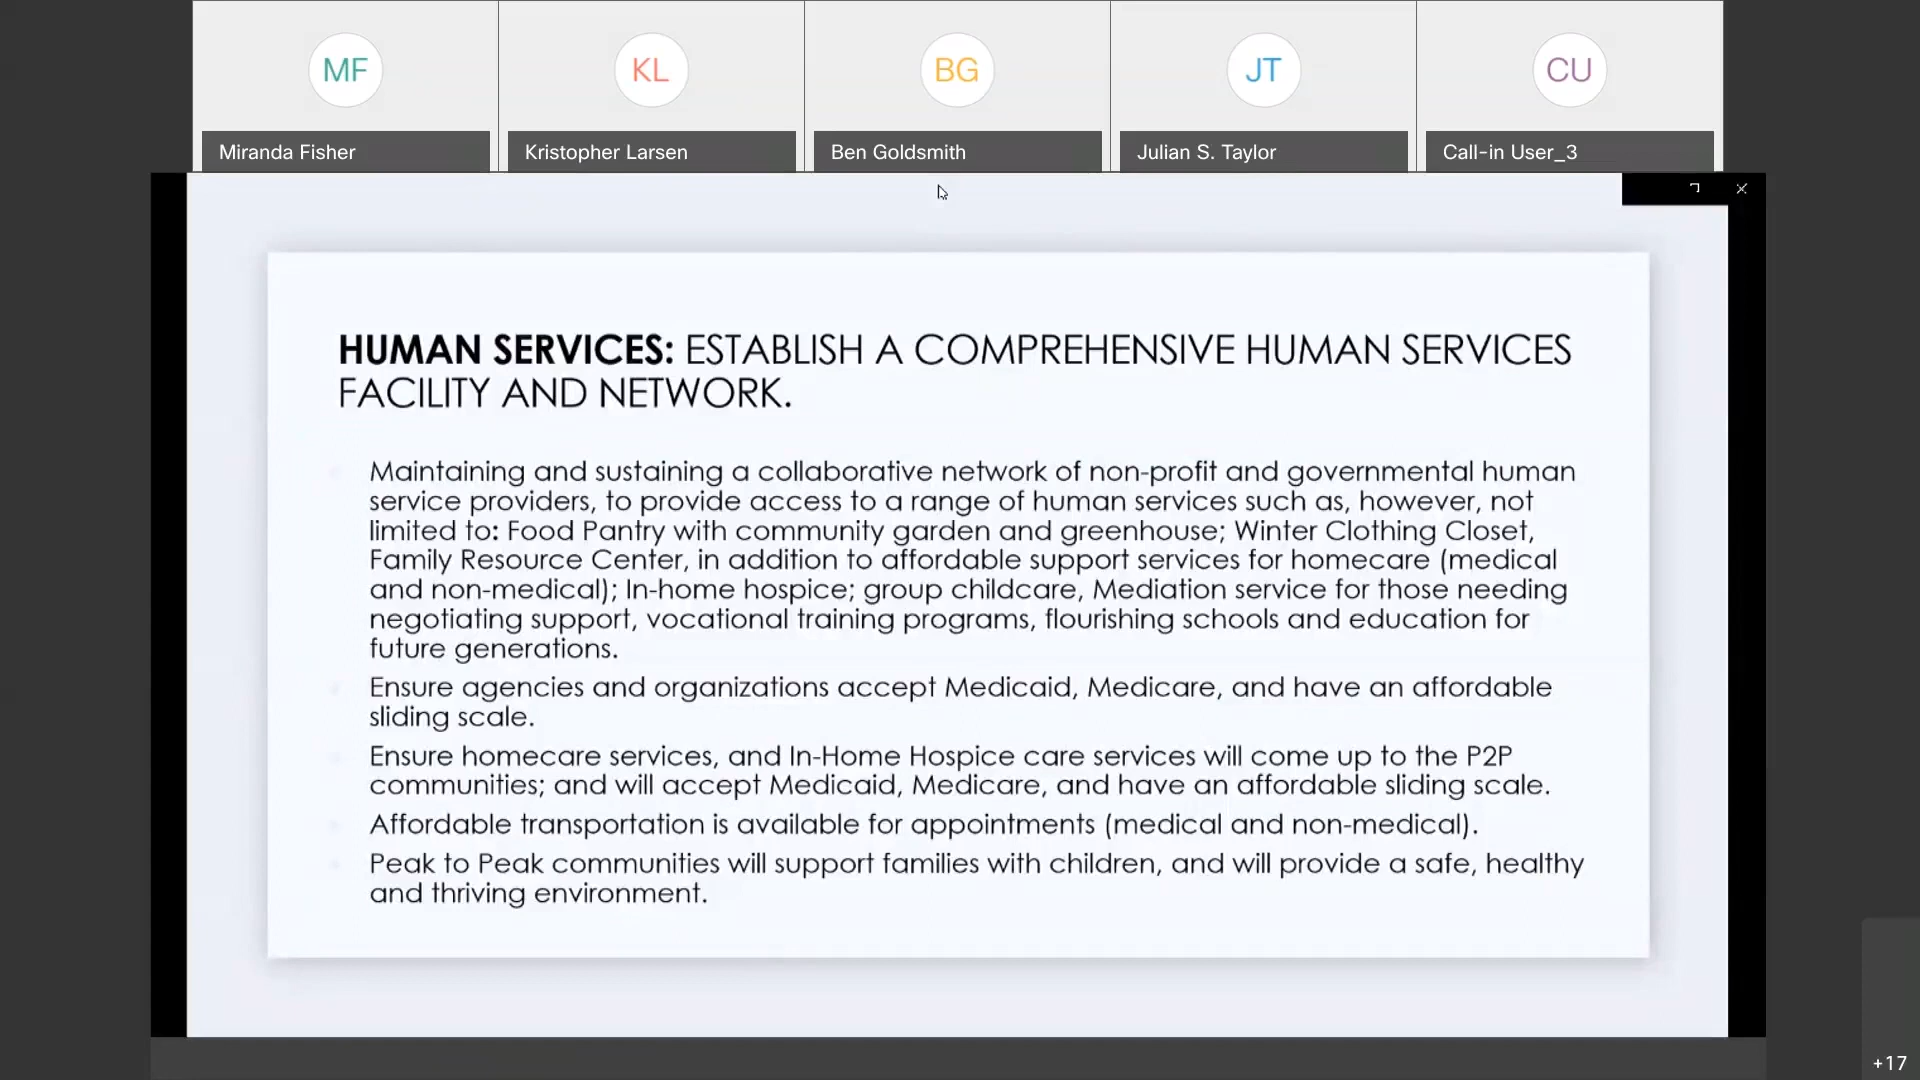 MF
KL
BG
JT
CU
Miranda Fisher
Kristopher Larsen
Ben Goldsmith
Julian S. Taylor
Call-in User_3
HUMAN SERVICES: ESTABLISH A COMPREHENSIVE HUMAN SERVICES
FACILITY AND NETWORK.
Maintaining and sustaining a collaborative network of non-profit and governmental human
service providers, to provide access to a range of human services such as, however, not
limited to: Food Pantry with community garden and greenhouse; Winter Clothing Closet,
Family Resource Center, in addition to affordable support services for homecare (medical
and non-medical); In-home hospice; group childcare, Mediation service for those needing
negotiating support, vocational training programs, flourishing schools and education for
future generations.
Ensure agencies and organizations accept Medicaid, Medicare, and have an affordable
sliding scale.
Ensure homecare services, and In-Home Hospice care services will come up to the P2P
communities; and will accept Medicaid, Medicare, and have an affordable sliding scale.
Affordable transportation is available for appointments (medical and non-medical).
Peak to Peak communities will support families with children, and will provide a safe, healthy
and thriving environment.
+17